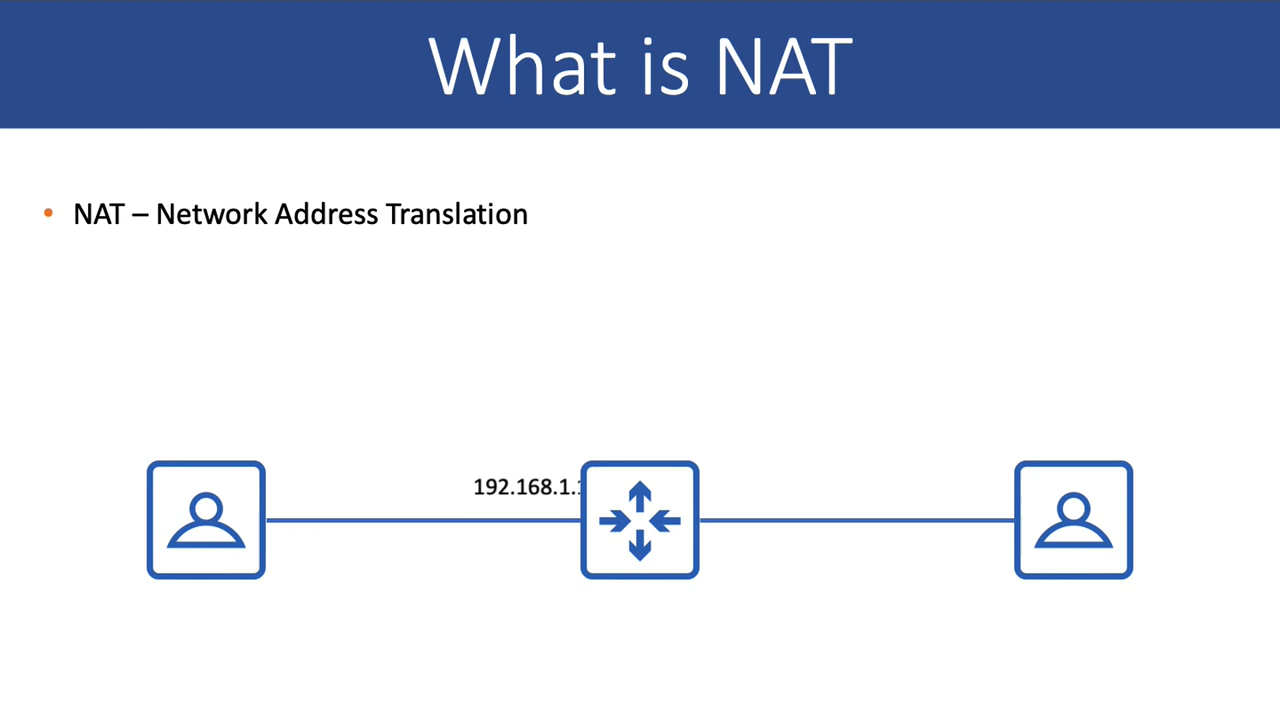 What is NAT
• NAT – Network Address Translation
192.168.1.